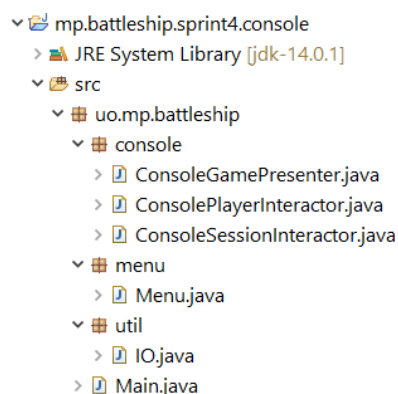 mp.battleship.sprint4.console
JRE System Library [jdk-14.0.1]
src
uo.mp.battleship
console
ConsoleGamePresenter.java
ConsolePlayerInteractor.java
ConsoleSessionInteractor.java
menu
Menu.java
util
IO.java
Main.java